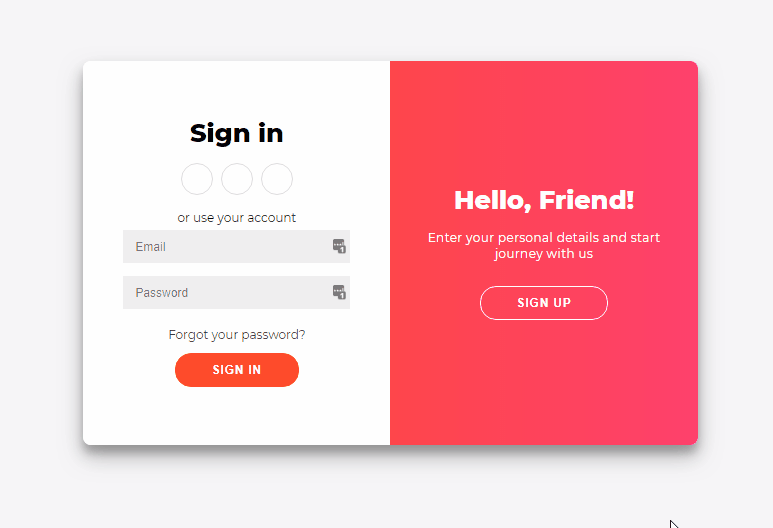 Sign in
or use your account
Email
Password
Forgot your password?
SIGN IN
Hello, Friend!
Enter your personal details and start
journey with us
SIGN UP